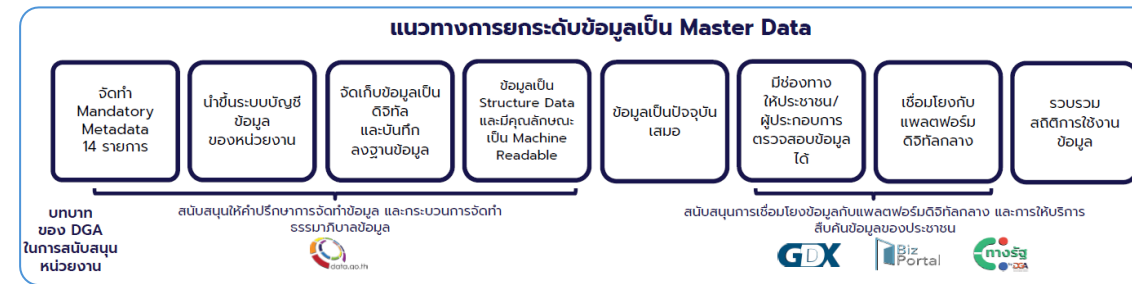 แนวทางการยกระดับข้อมูลเป็น Master Data
จัดทำ
Mandatory
Metadata
14 รายการ
นำขึ้นระบบบัญชี
ข้อมูล
ของหน่วยงาน
จัดเก็บข้อมูลเป็น
ดิจิทัล
และบันทึก
ลงฐานข้อมูล
ข้อมูลเป็น
Structure Data
และมีคุณลักษณะ
เป็น Machine
Readable
ข้อมูลเป็นปัจจุบัน
เสมอ
มีช่องทาง
ให้ประชาชน/
ผู้ประกอบการ
ตรวจสอบข้อมูล
ได้
เชื่อมโยงกับ
แพลตฟอร์ม
ดิจิทัลกลาง
รวบรวม
สถิติการใช้งาน
ข้อมูล
บทบาท
ของ DGA
ในการสนับสนุน
หน่วยงาน
สนับสนุนให้คำปรึกษาการจัดทำข้อมูล และกระบวนการจัดทำ
ธรรมาภิบาลข้อมูล
data.go.th
สนับสนุนการเชื่อมโยงข้อมูลกับแพลตฟอร์มดิจิทัลกลาง และการให้บริการ
สืบค้นข้อมูลของประชาชน
GDX
Biz
Portal
ทางรัฐ
DGA